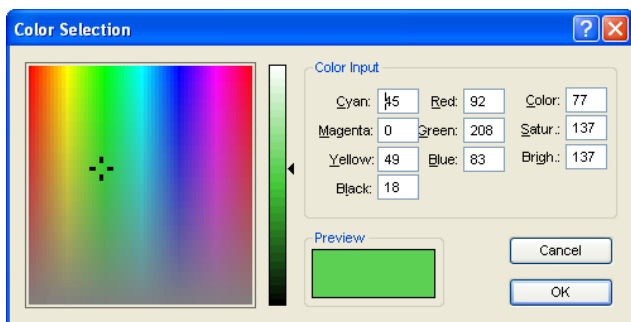 Color Selection
Color Input
Cyan: 45 Red: 92 Color: 77
Magenta: 0 Green: 208 Satur.: 137
Yellow: 49 Blue: 83 Brigh.: 137
Black: 18
Preview
Cancel
OK